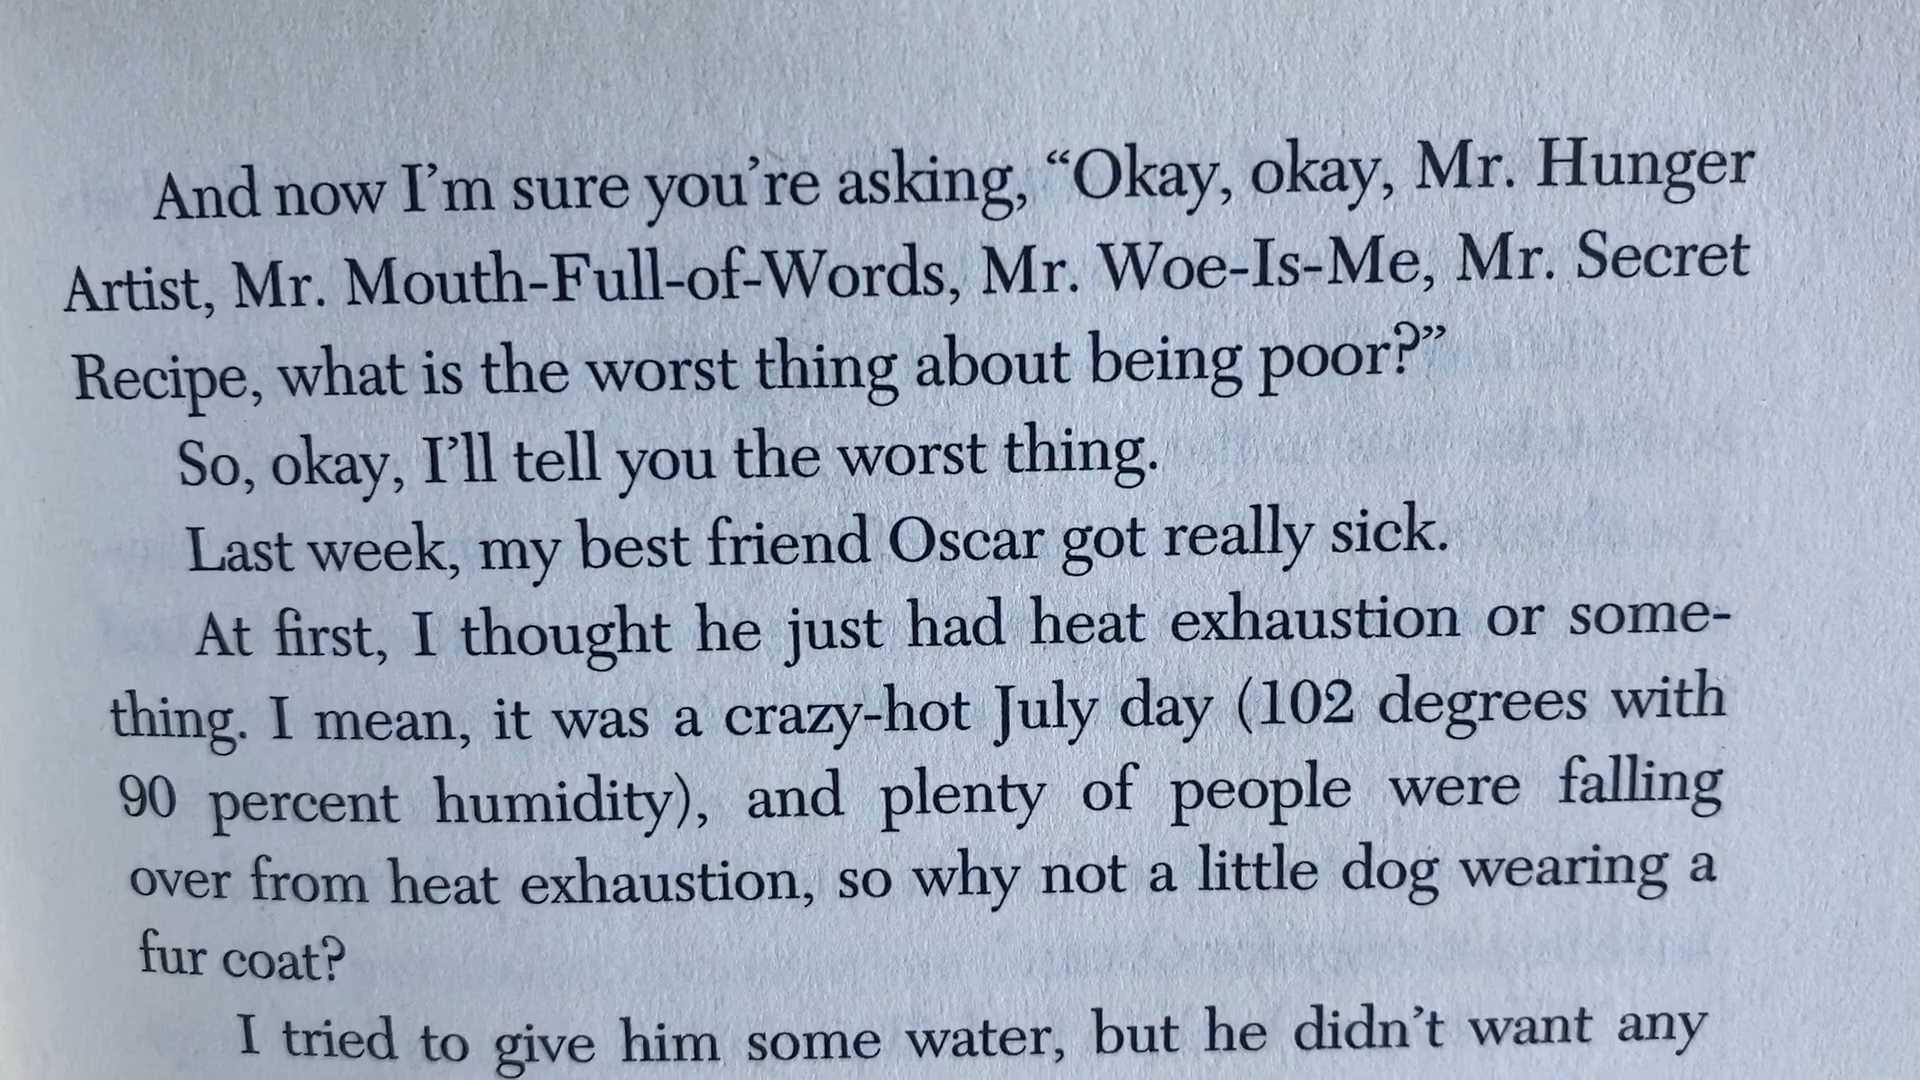 And now I’m sure you’re asking, “Okay, okay, Mr. Hunger
Artist, Mr. Mouth-Full-of-Words, Mr. Woe-Is-Me, Mr. Secret
Recipe, what is the worst thing about being poor?”
So, okay, I’ll tell you the worst thing.
Last week, my best friend Oscar got really sick.
At first, I thought he just had heat exhaustion or some-
thing. I mean, it was a crazy-hot July day (102 degrees with
90 percent humidity), and plenty of people were falling
over from heat exhaustion, so why not a little dog wearing a
fur coat?
I tried to give him some water, but he didn’t want any